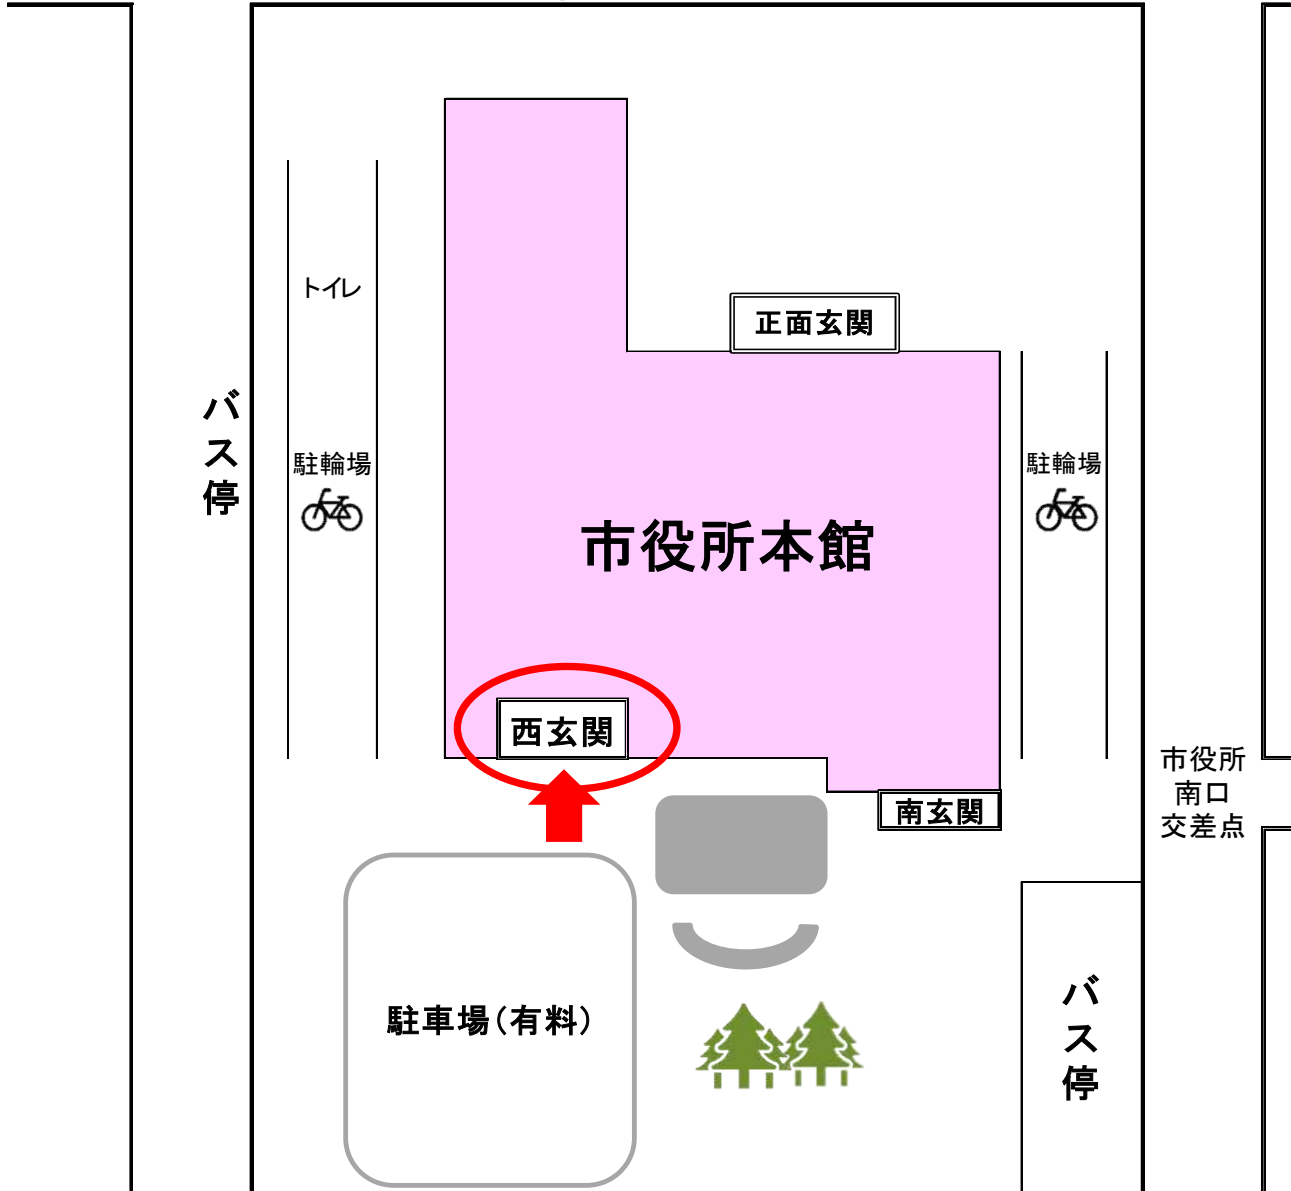 トイレ
正面玄関
バス停
駐輪場
駐輪場
市役所本館
西玄関
市役所
南口
交差点
南玄関
駐車場(有料)
バス停